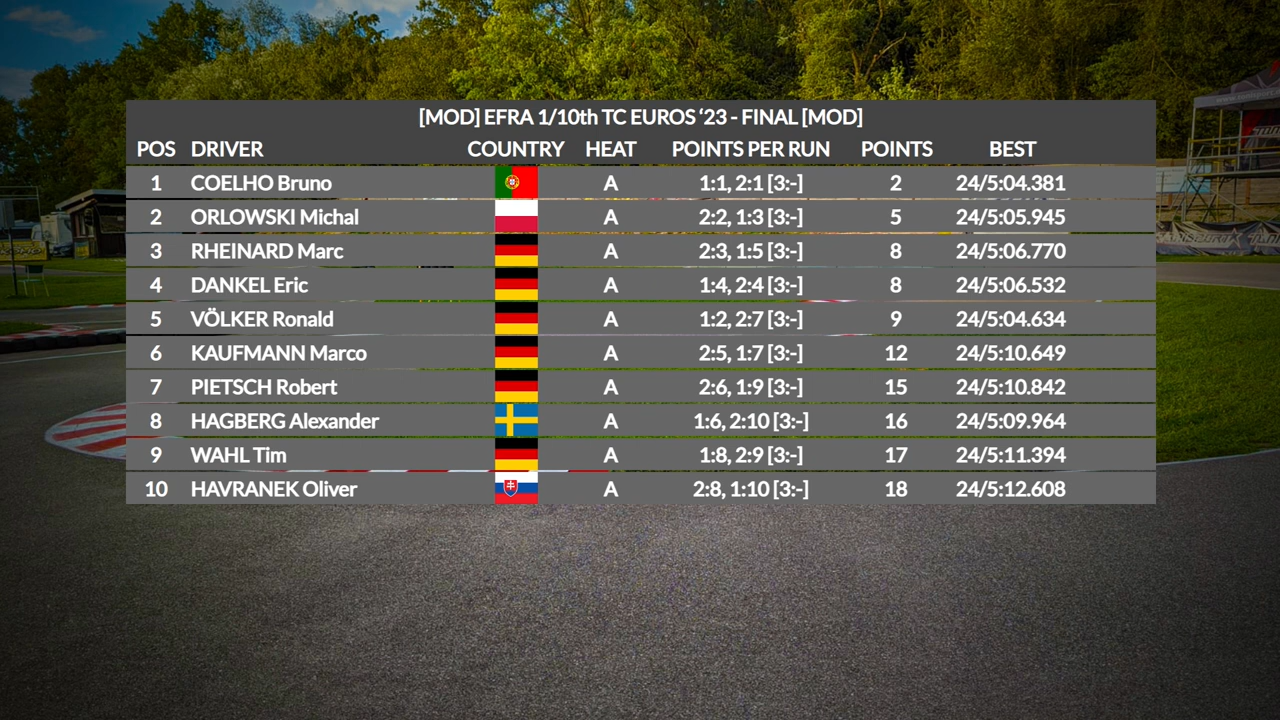 [MOD] EFRA 1/10th TC EUROS ‘23 - FINAL [MOD]
POS DRIVER COUNTRY HEAT POINTS PER RUN POINTS BEST
1 COELHO Bruno A 1:1, 2:1 [3:-] 2 24/5:04.381
2 ORLOWSKI Michal A 2:2, 1:3 [3:-] 5 24/5:05.945
3 RHEINARD Marc A 2:3, 1:5 [3:-] 8 24/5:06.770
4 DANKEL Eric A 1:4, 2:4 [3:-] 8 24/5:06.532
5 VÖLKER Ronald A 1:2, 2:7 [3:-] 9 24/5:04.634
6 KAUFMANN Marco A 2:5, 1:7 [3:-] 12 24/5:10.649
7 PIETSCH Robert A 2:6, 1:9 [3:-] 15 24/5:10.842
8 HAGBERG Alexander A 1:6, 2:10 [3:-] 16 24/5:09.964
9 WAHL Tim A 1:8, 2:9 [3:-] 17 24/5:11.394
10 HAVRANEK Oliver A 2:8, 1:10 [3:-] 18 24/5:12.608